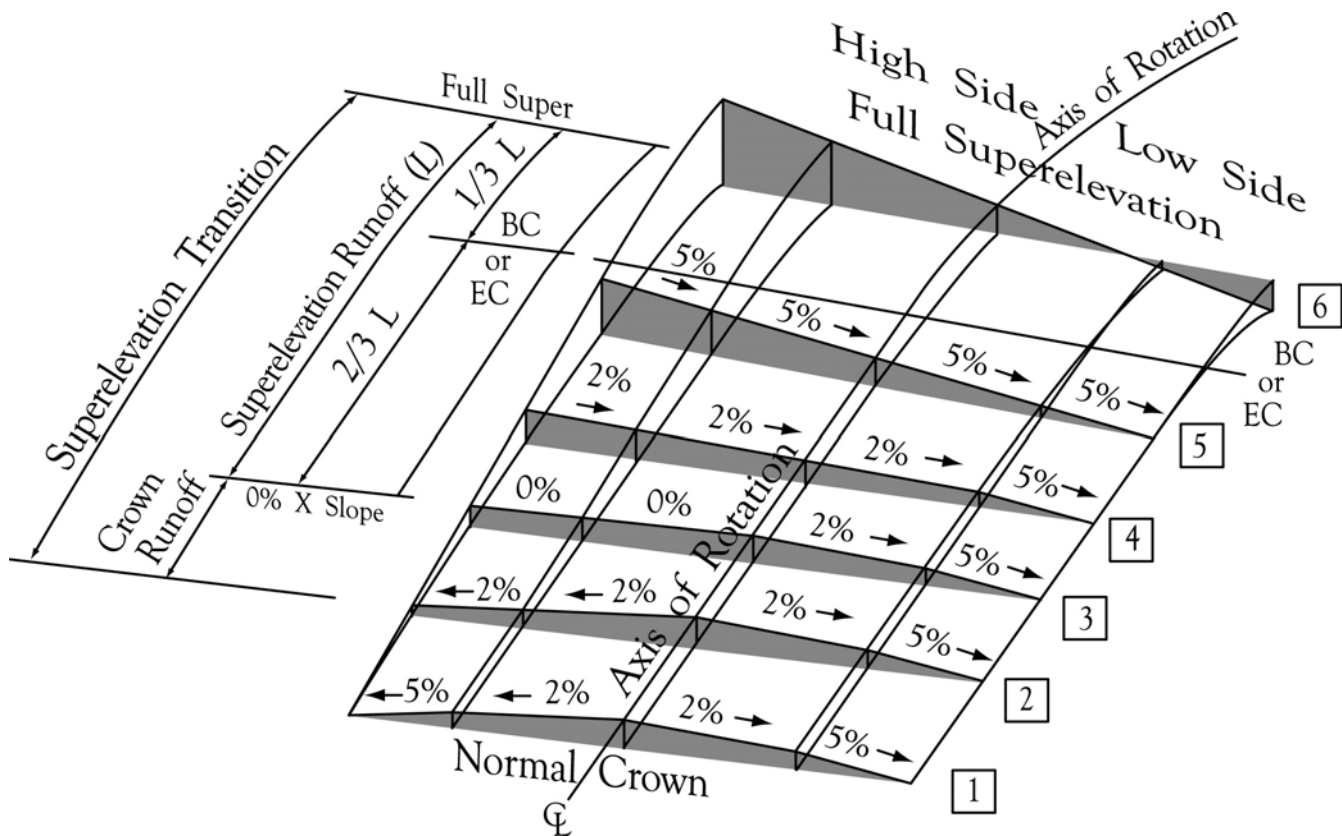 High Side
Full Superelevation
Axis of Rotation
Low Side
Full Super
Superelevation Transition
Superelevation Runoff (L)
1/3 L
BC
or
EC
2/3 L
Crown
Runoff
0% X Slope
5%
5%
5%
5%
6
BC
or
EC
2%
2%
2%
5%
5
0%
0%
2%
5%
4
2%
2%
2%
5%
3
Axis of Rotation
5%
2%
2%
5%
2
Normal Crown
1
℄